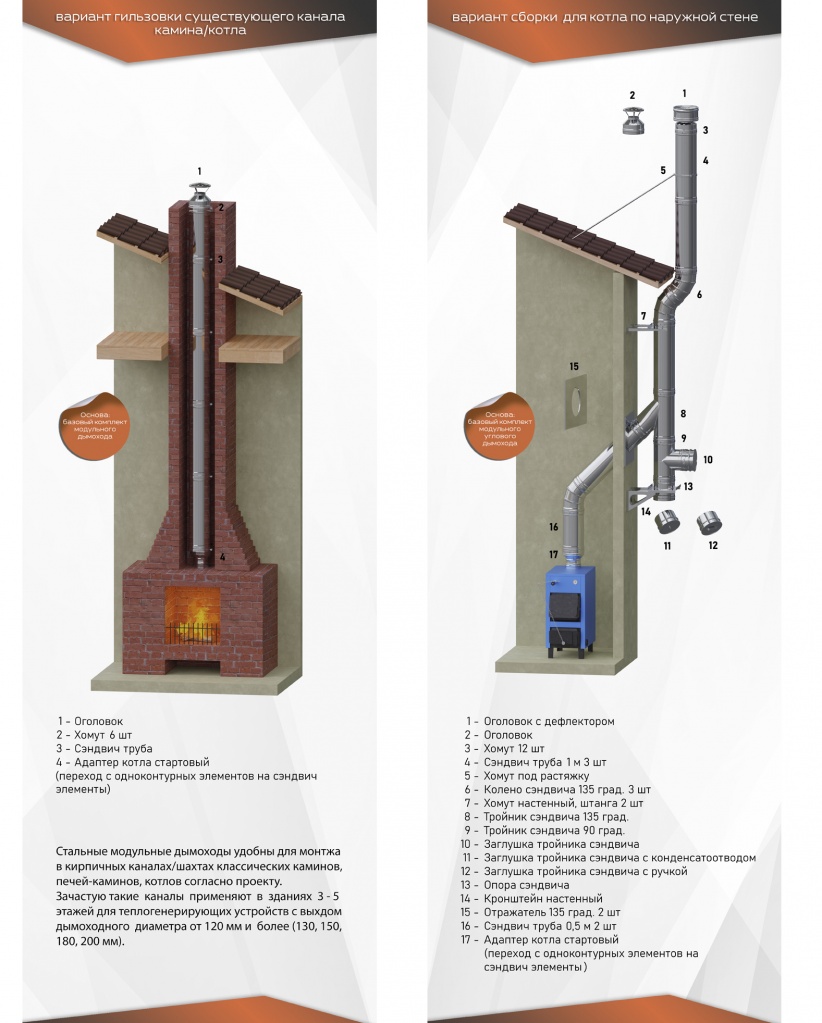 вариант гильзовки существующего канала
камина/котла
1
2
3
4
Основа:
базовый комплект
модульного
дымохода
1 - Оголовок
2 - Хомут 6 шт
3 - Сэндвич труба
4 - Адаптер котла стартовый
(переход с одноконтурных элементов на сэндвич
элементы)
Стальные модульные дымоходы удобны для монтжа
в кирпичных каналах/шахтах классических каминов,
печей-каминов, котлов согласно проекту.
Зачастую такие каналы применяют в зданиях 3 - 5
этажей для теплогенерирующих устройств с выхдом
дымоходного диаметра от 120 мм и более (130, 150,
180, 200 мм).
вариант сборки для котла по наружной стене
1
2
3
4
5
6
7
15
8
9
10
13
14
16
11
12
17
Основа:
базовый комплект
модульного
углового
дымохода
1 - Оголовок с дефлектором
2 - Оголовок
3 - Хомут 12 шт
4 - Сэндвич труба 1 м 3 шт
5 - Хомут под растяжку
6 - Колено сэндвича 135 град. 3 шт
7 - Хомут настенный, штанга 2 шт
8 - Тройник сэндвича 135 град.
9 - Тройник сэндвича 90 град.
10 - Заглушка тройника сэндвича
11 - Заглушка тройника сэндвича с конденсатоотводом
12 - Заглушка тройника сэндвича с ручкой
13 - Опора сэндвича
14 - Кронштейн настенный
15 - Отражатель 135 град. 2 шт
16 - Сэндвич труба 0,5 м 2 шт
17 - Адаптер котла стартовый
(переход с одноконтурных элементов на
сэндвич элементы)